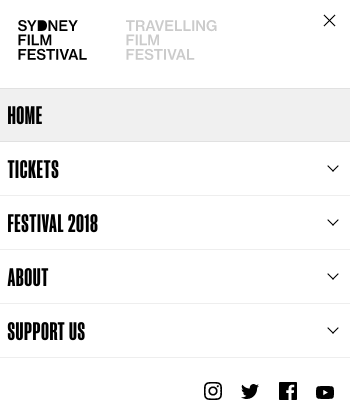 SYDNEY
FILM
FESTIVAL
TRAVELLING
FILM
FESTIVAL
HOME
TICKETS
FESTIVAL 2018
ABOUT
SUPPORT US